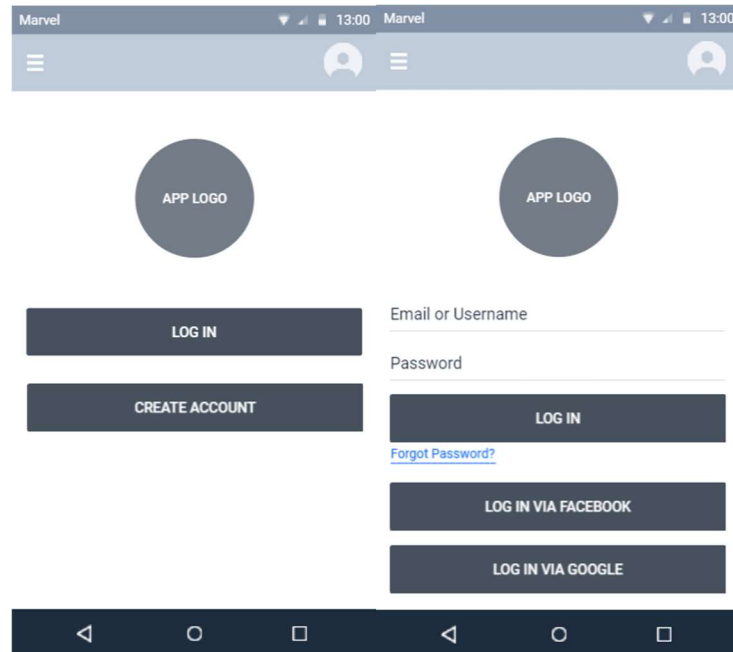 Marvel 13:00
APP LOGO
LOG IN
CREATE ACCOUNT
Marvel 13:00
APP LOGO
Email or Username
Password
LOG IN
Forgot Password?
LOG IN VIA FACEBOOK
LOG IN VIA GOOGLE